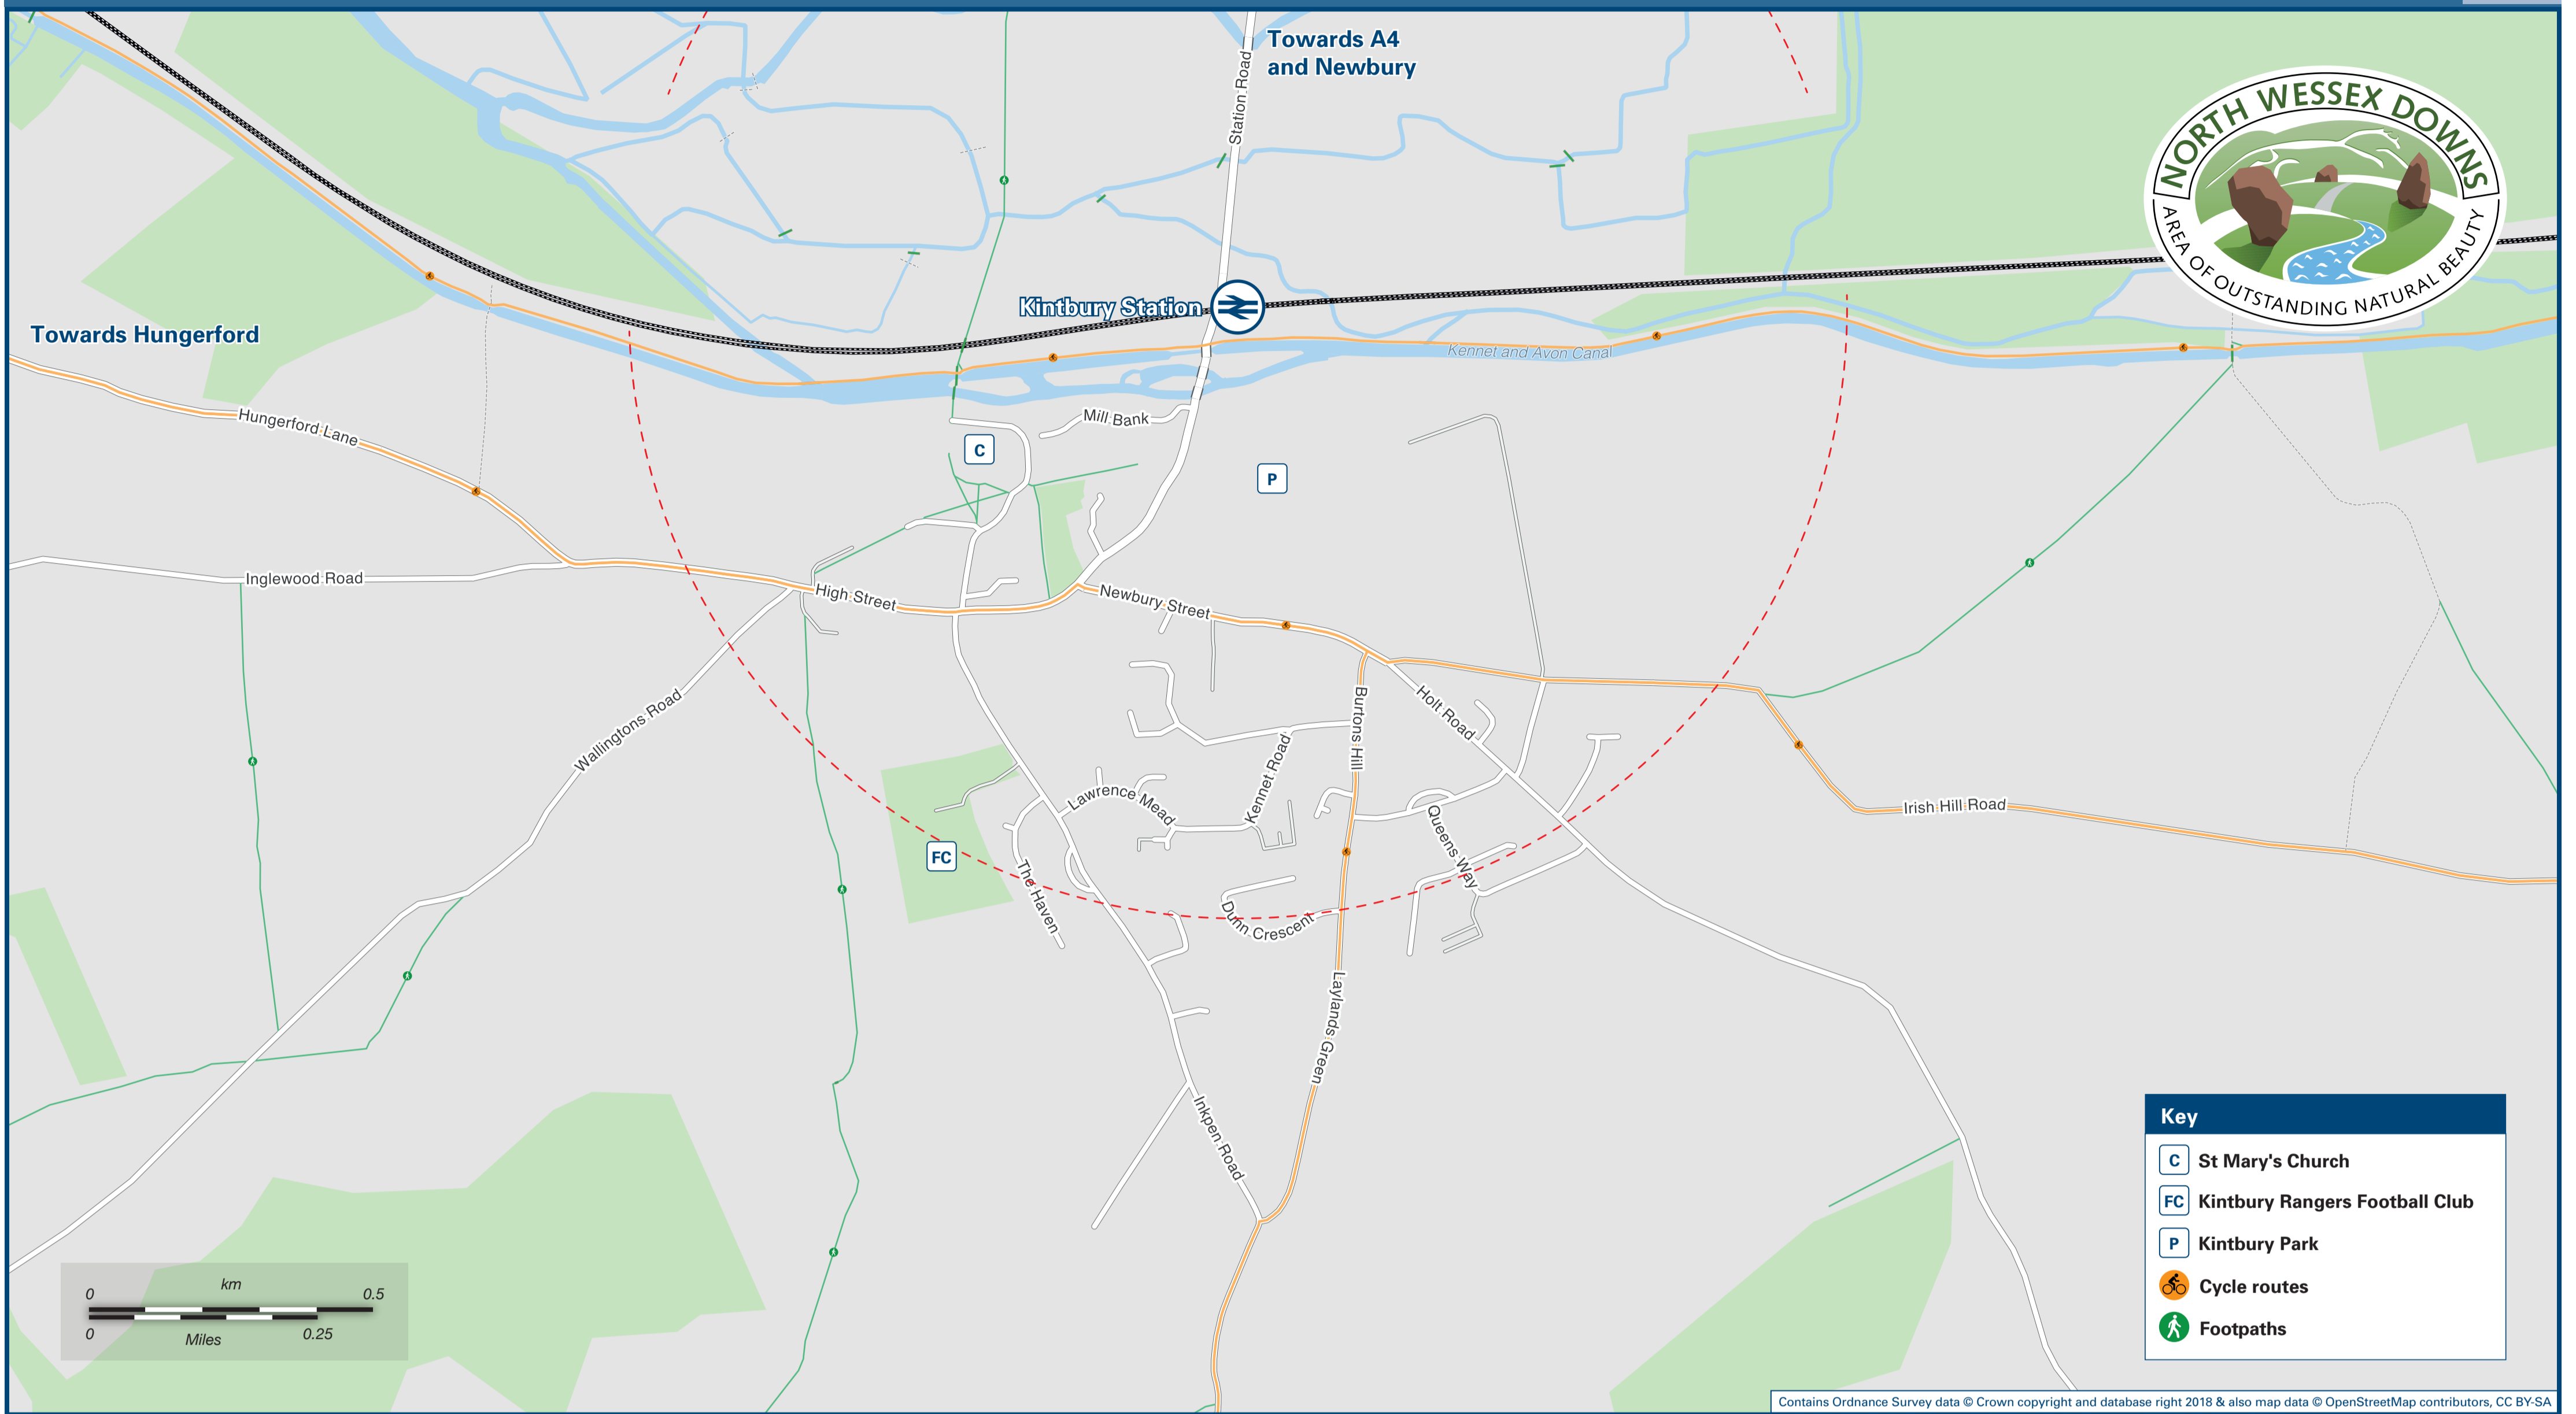 Towards A4
and Newbury
Station Road
NORTH WESSEX DOWNS
AREA OF OUTSTANDING NATURAL BEAUTY
Kintbury Station
Towards Hungerford
Kennet and Avon Canal
Hungerford Lane
Mill Bank
C
P
Inglewood Road
High Street
Newbury Street
Wallingtons Road
Burtons Hill
Holt Road
Kennet Road
Lawrence Mead
Queens Way
Irish Hill Road
FC
The Haven
Dunn Crescent
Laylands Green
Inkpen Road
Key
C St Mary's Church
FC Kintbury Rangers Football Club
P Kintbury Park
Cycle routes
Footpaths
km
0 0.5
0 0.25
Miles
Contains Ordnance Survey data © Crown copyright and database right 2018 & also map data © OpenStreetMap contributors, CC BY-SA